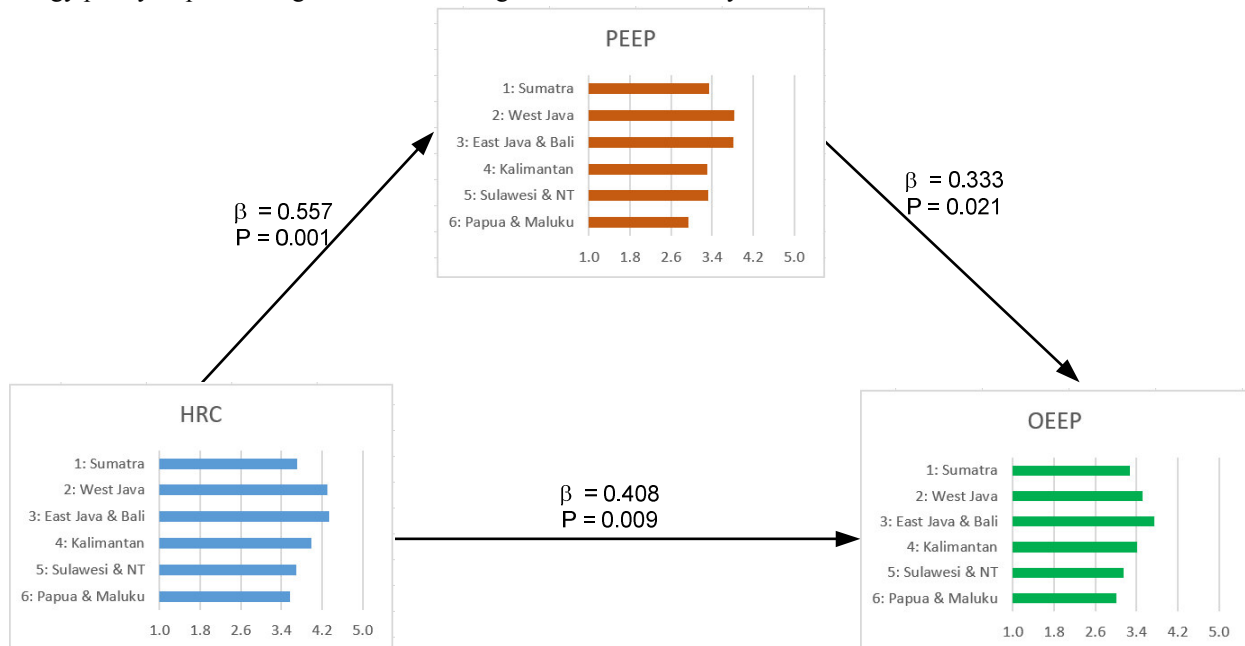 PEEP
1: Sumatra
2: West Java
3: East Java & Bali
4: Kalimantan
5: Sulawesi & NT
6: Papua & Maluku
1.0 1.8 2.6 3.4 4.2 5.0
β = 0.557
P = 0.001
β = 0.333
P = 0.021
HRC
1: Sumatra
2: West Java
3: East Java & Bali
4: Kalimantan
5: Sulawesi & NT
6: Papua & Maluku
1.0 1.8 2.6 3.4 4.2 5.0
β = 0.408
P = 0.009
OEEP
1: Sumatra
2: West Java
3: East Java & Bali
4: Kalimantan
5: Sulawesi & NT
6: Papua & Maluku
1.0 1.8 2.6 3.4 4.2 5.0